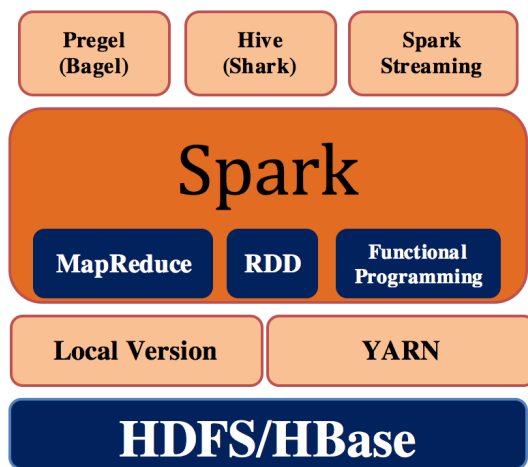 Pregel
(Bagel)
Hive
(Shark)
Spark
Streaming
Spark
MapReduce
RDD
Functional
Programming
Local Version
YARN
HDFS/HBase